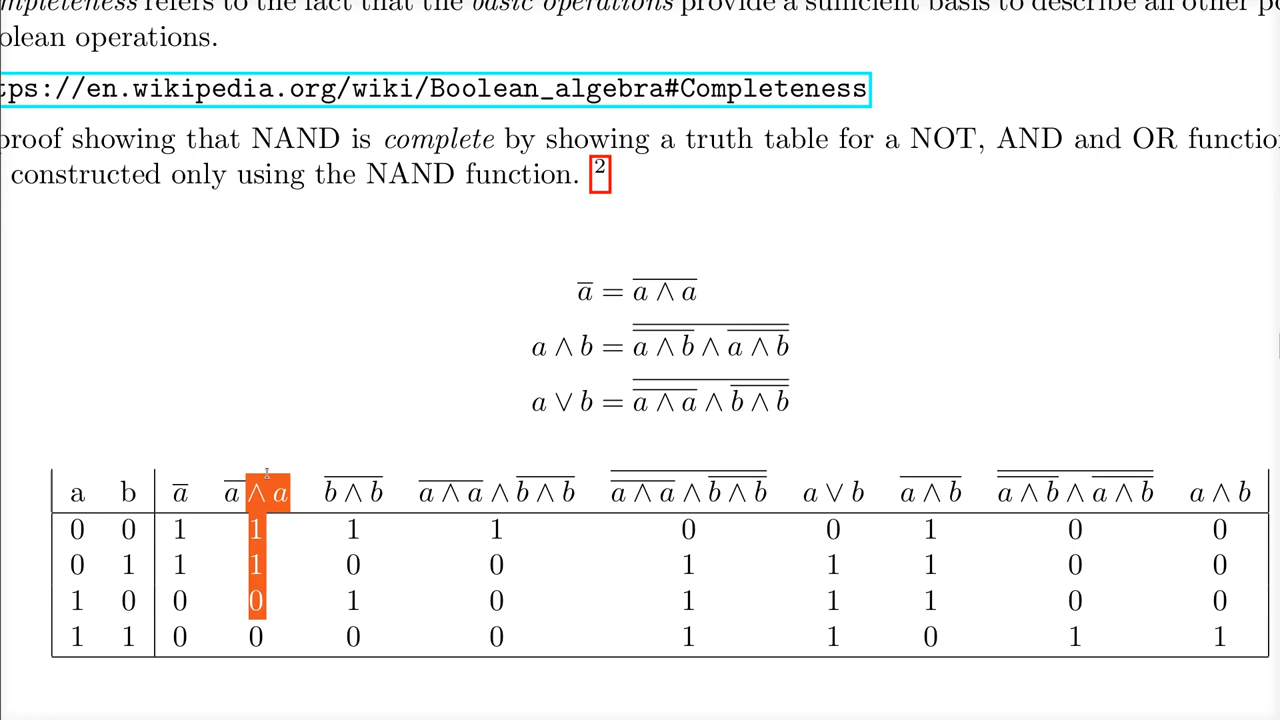 mpleteness refers to the fact that the basic operations provide a sufficient basis to describe all other po
olean operations.
tps://en.wikipedia.org/wiki/Boolean_algebra#Completeness
proof showing that NAND is complete by showing a truth table for a NOT, AND and OR functio
constructed only using the NAND function. 2
a̅ = \overline{a ∧ a}
a ∧ b = \overline{\overline{a ∧ b} ∧ \overline{a ∧ b}}
a ∨ b = \overline{\overline{a ∧ a} ∧ \overline{b ∧ b}}
a b a̅ \overline{a ∧ a} \overline{b ∧ b} \overline{a ∧ a} ∧ \overline{b ∧ b} \overline{\overline{a ∧ a} ∧ \overline{b ∧ b}} a ∨ b \overline{a ∧ b} \overline{\overline{a ∧ b} ∧ \overline{a ∧ b}} a ∧ b
0 0 1 1 1 1 0 0 1 0 0
0 1 1 1 0 0 1 1 1 0 0
1 0 0 0 1 0 1 1 1 0 0
1 1 0 0 0 0 1 1 0 1 1